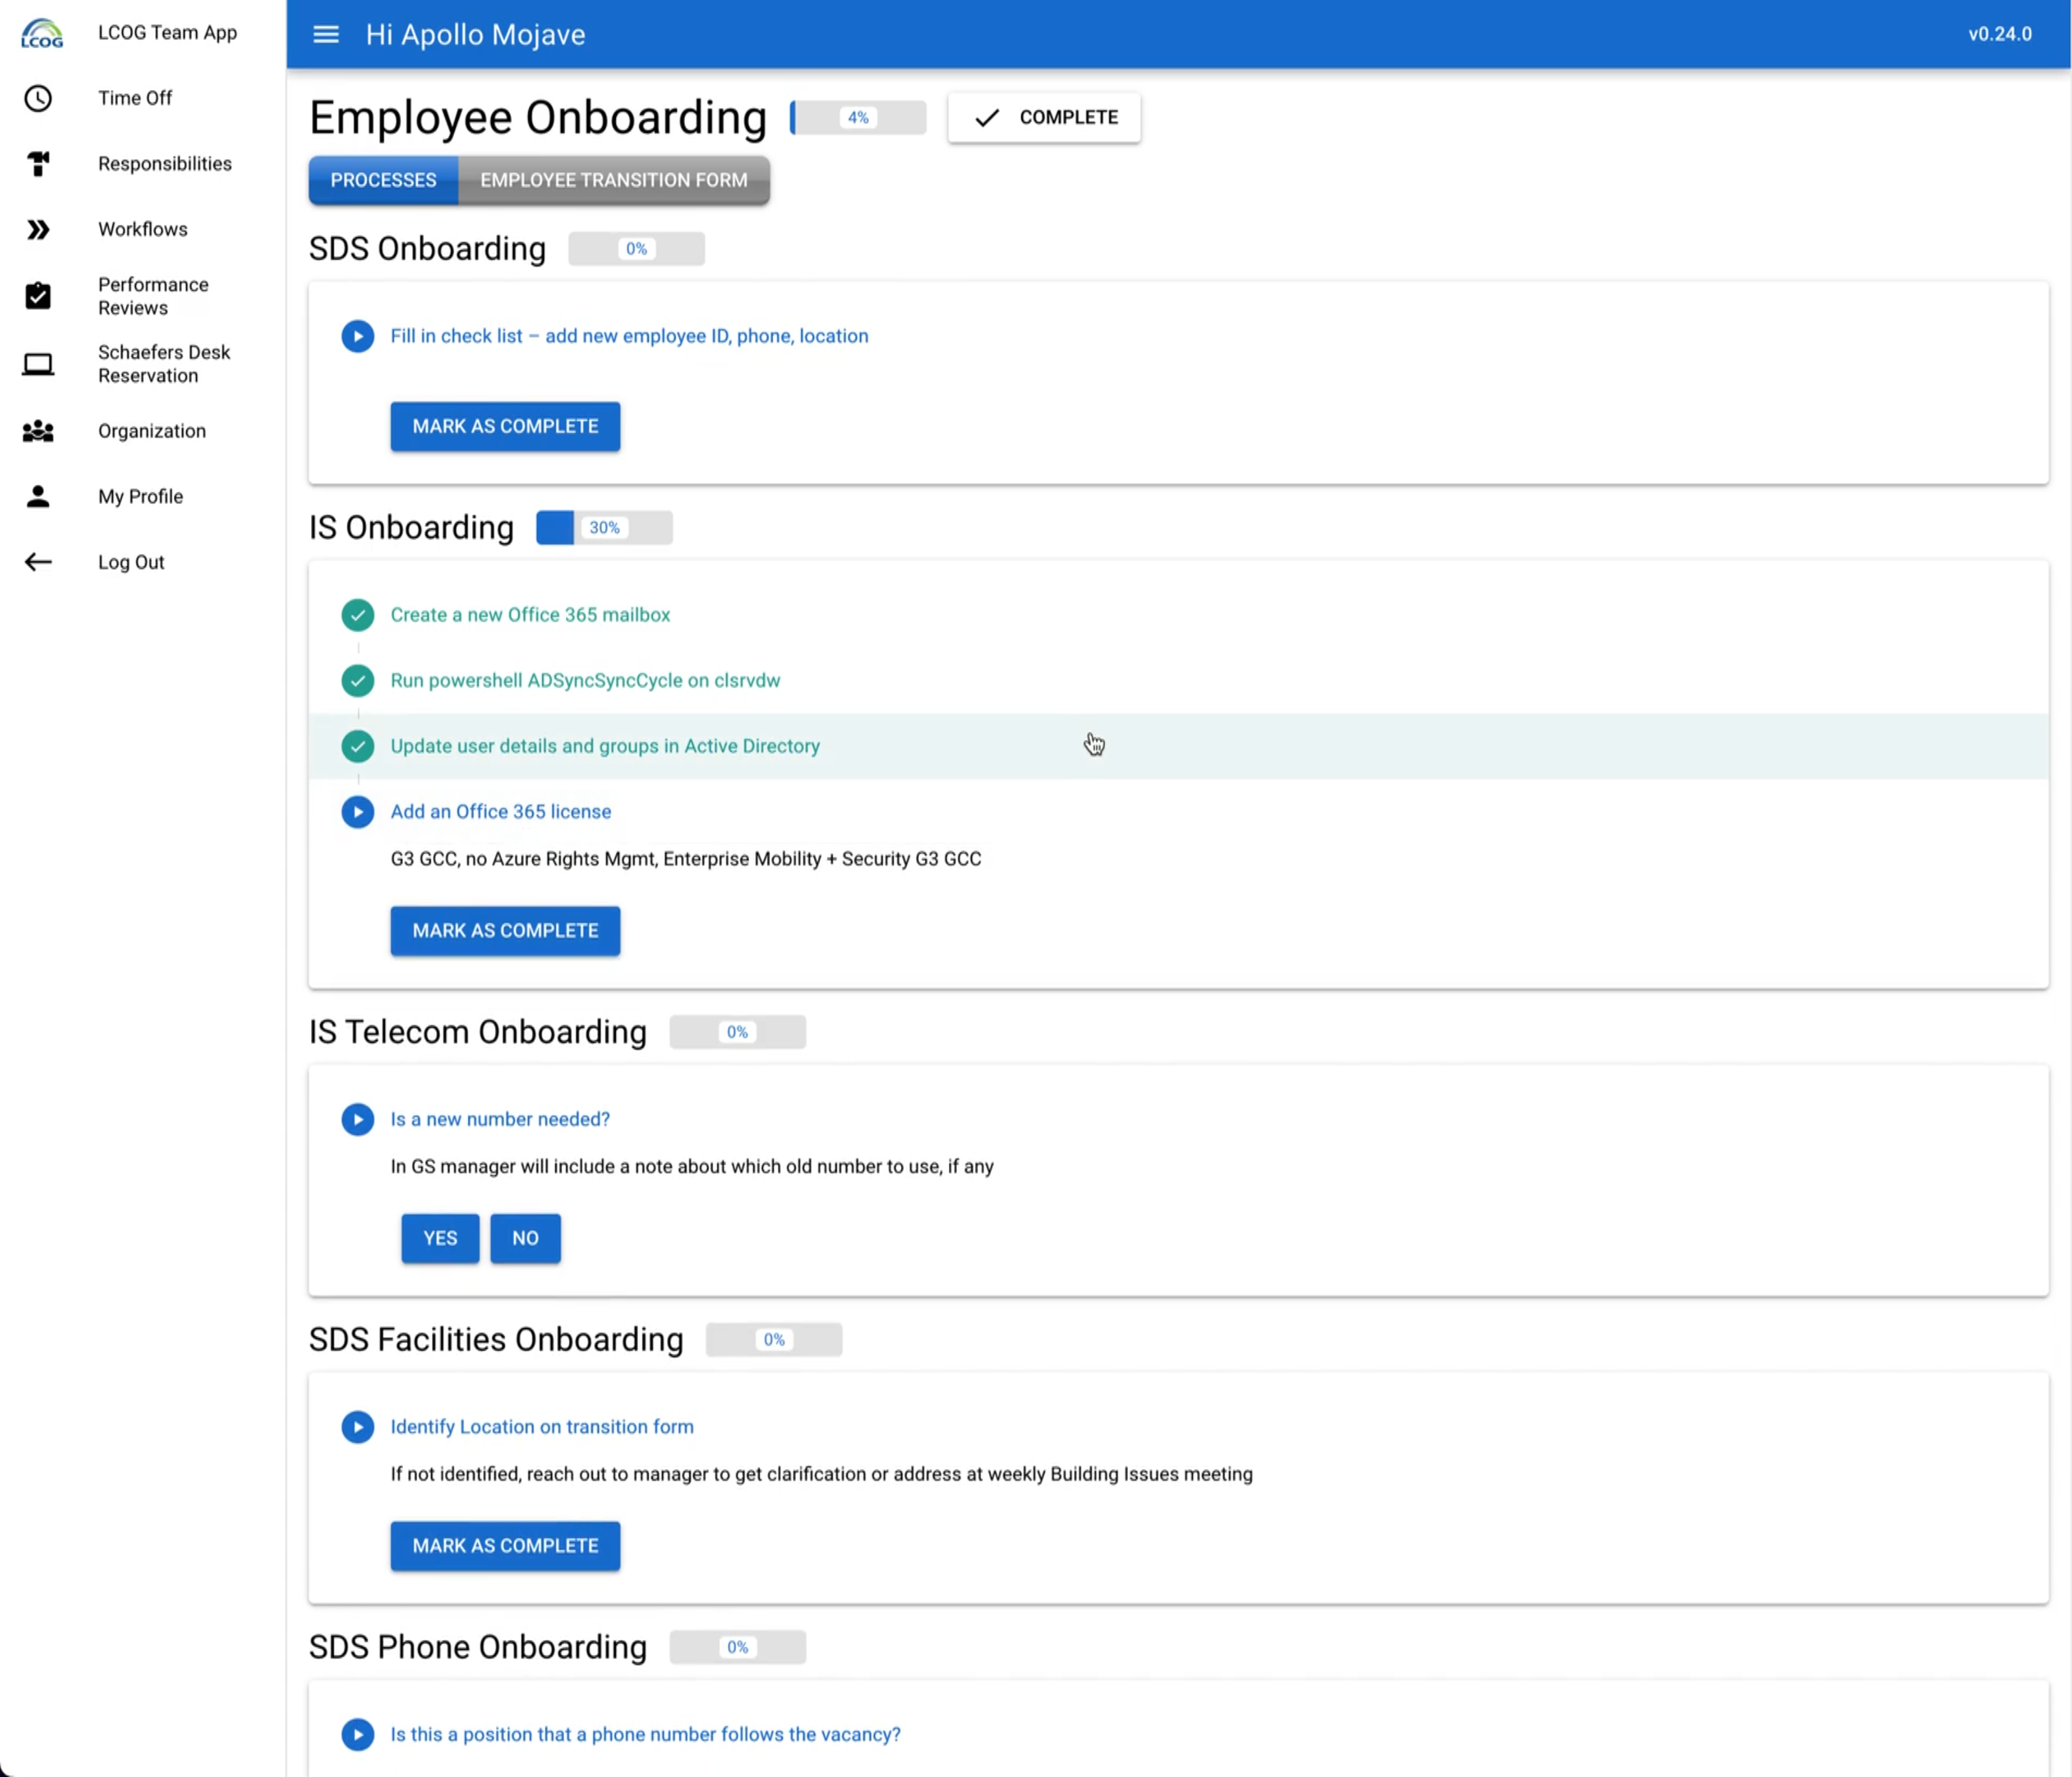 LCOG
LCOG Team App
Time Off
Responsibilities
Workflows
Performance
Reviews
Schaefers Desk
Reservation
Organization
My Profile
Log Out
Hi Apollo Mojave
v0.24.0
Employee Onboarding
4%
COMPLETE
PROCESSES
EMPLOYEE TRANSITION FORM
SDS Onboarding
0%
Fill in check list – add new employee ID, phone, location
MARK AS COMPLETE
IS Onboarding
30%
Create a new Office 365 mailbox
Run powershell ADSyncSyncCycle on clsrvdw
Update user details and groups in Active Directory
Add an Office 365 license
G3 GCC, no Azure Rights Mgmt, Enterprise Mobility + Security G3 GCC
MARK AS COMPLETE
IS Telecom Onboarding
0%
Is a new number needed?
In GS manager will include a note about which old number to use, if any
YES
NO
SDS Facilities Onboarding
0%
Identify Location on transition form
If not identified, reach out to manager to get clarification or address at weekly Building Issues meeting
MARK AS COMPLETE
SDS Phone Onboarding
0%
Is this a position that a phone number follows the vacancy?